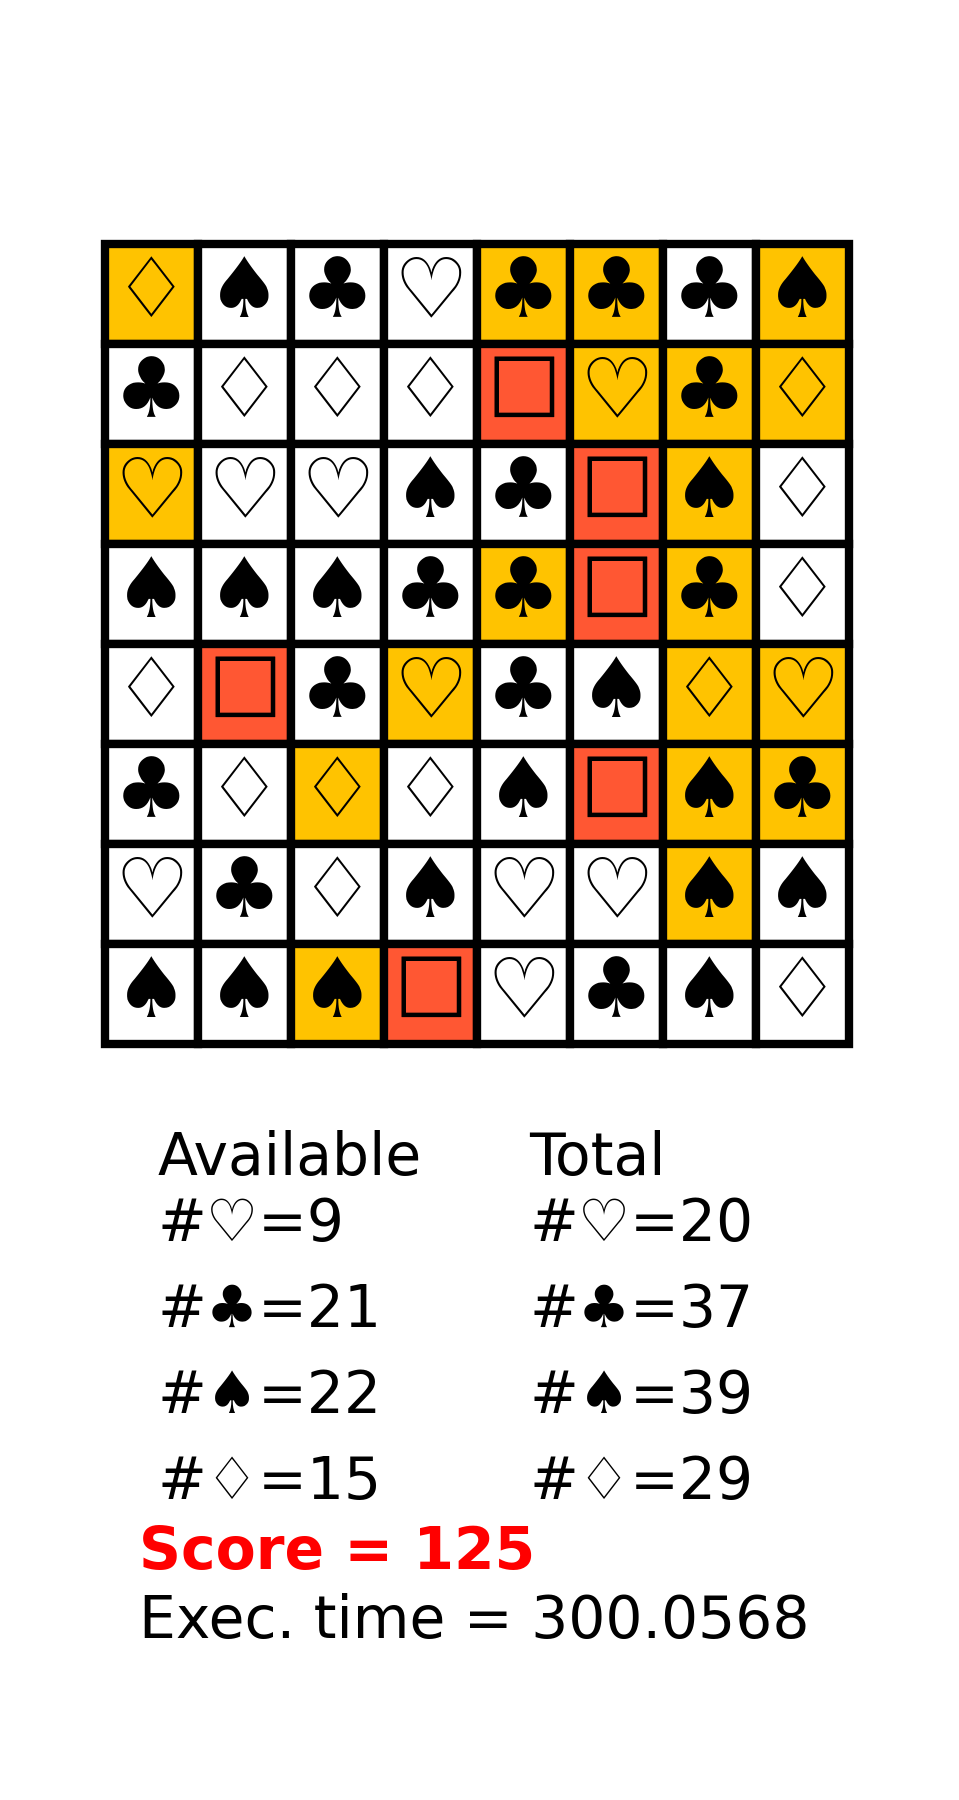 ♢ ♠ ♣ ♡ ♣ ♣ ♣ ♠
♣ ♢ ♢ ♢ □ ♡ ♣ ♢
♡ ♡ ♡ ♠ ♣ □ ♠ ♢
♠ ♠ ♠ ♣ ♣ □ ♣ ♢
♢ □ ♣ ♡ ♣ ♠ ♢ ♡
♣ ♢ ♢ ♢ ♠ □ ♠ ♣
♡ ♣ ♢ ♠ ♡ ♡ ♠ ♠
♠ ♠ ♠ □ ♡ ♣ ♠ ♢
Available Total
#♡=9 #♡=20
#♣=21 #♣=37
#♠=22 #♠=39
#♢=15 #♢=29
Score = 125
Exec. time = 300.0568